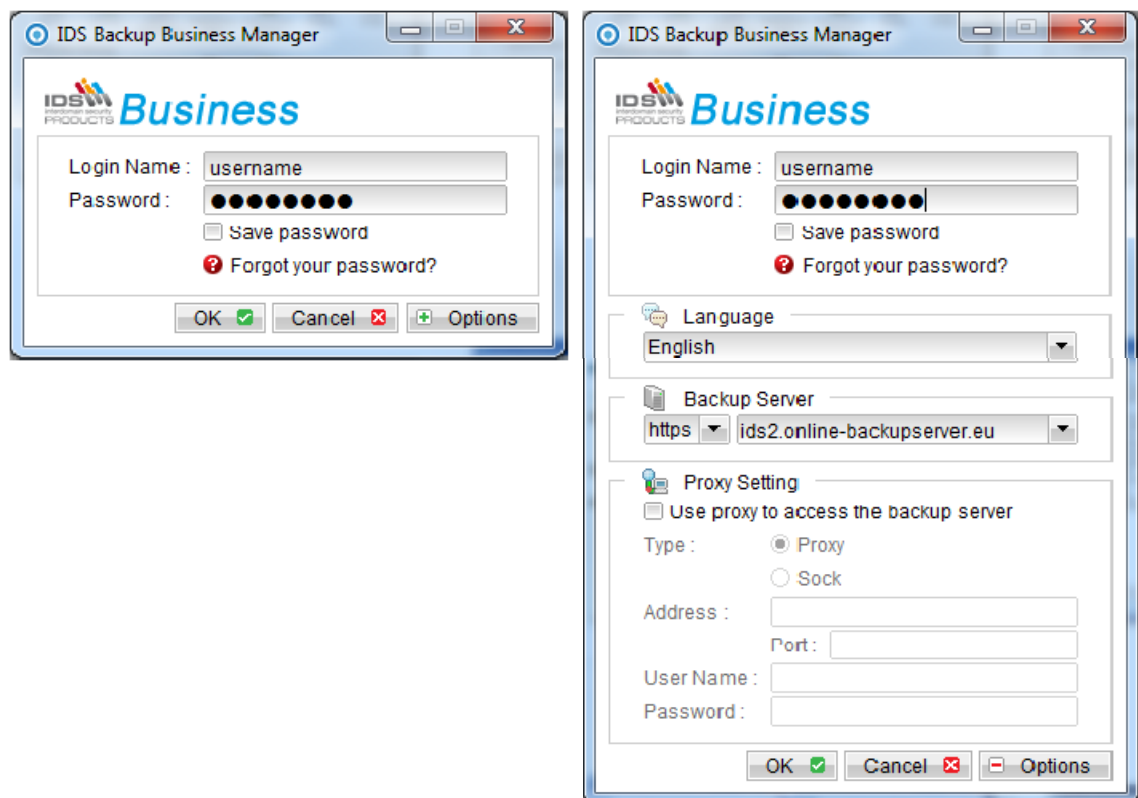 IDS Backup Business Manager
IDS
interdomain security
PRODUCTS
Business
Login Name : username
Password : ●●●●●●●●
Save password
Forgot your password?
OK Cancel Options
IDS Backup Business Manager
IDS
interdomain security
PRODUCTS
Business
Login Name : username
Password : ●●●●●●●●
Save password
Forgot your password?
Language
English
Backup Server
https ids2.online-backupserver.eu
Proxy Setting
Use proxy to access the backup server
Type : Proxy
Sock
Address :
Port :
User Name :
Password :
OK Cancel Options